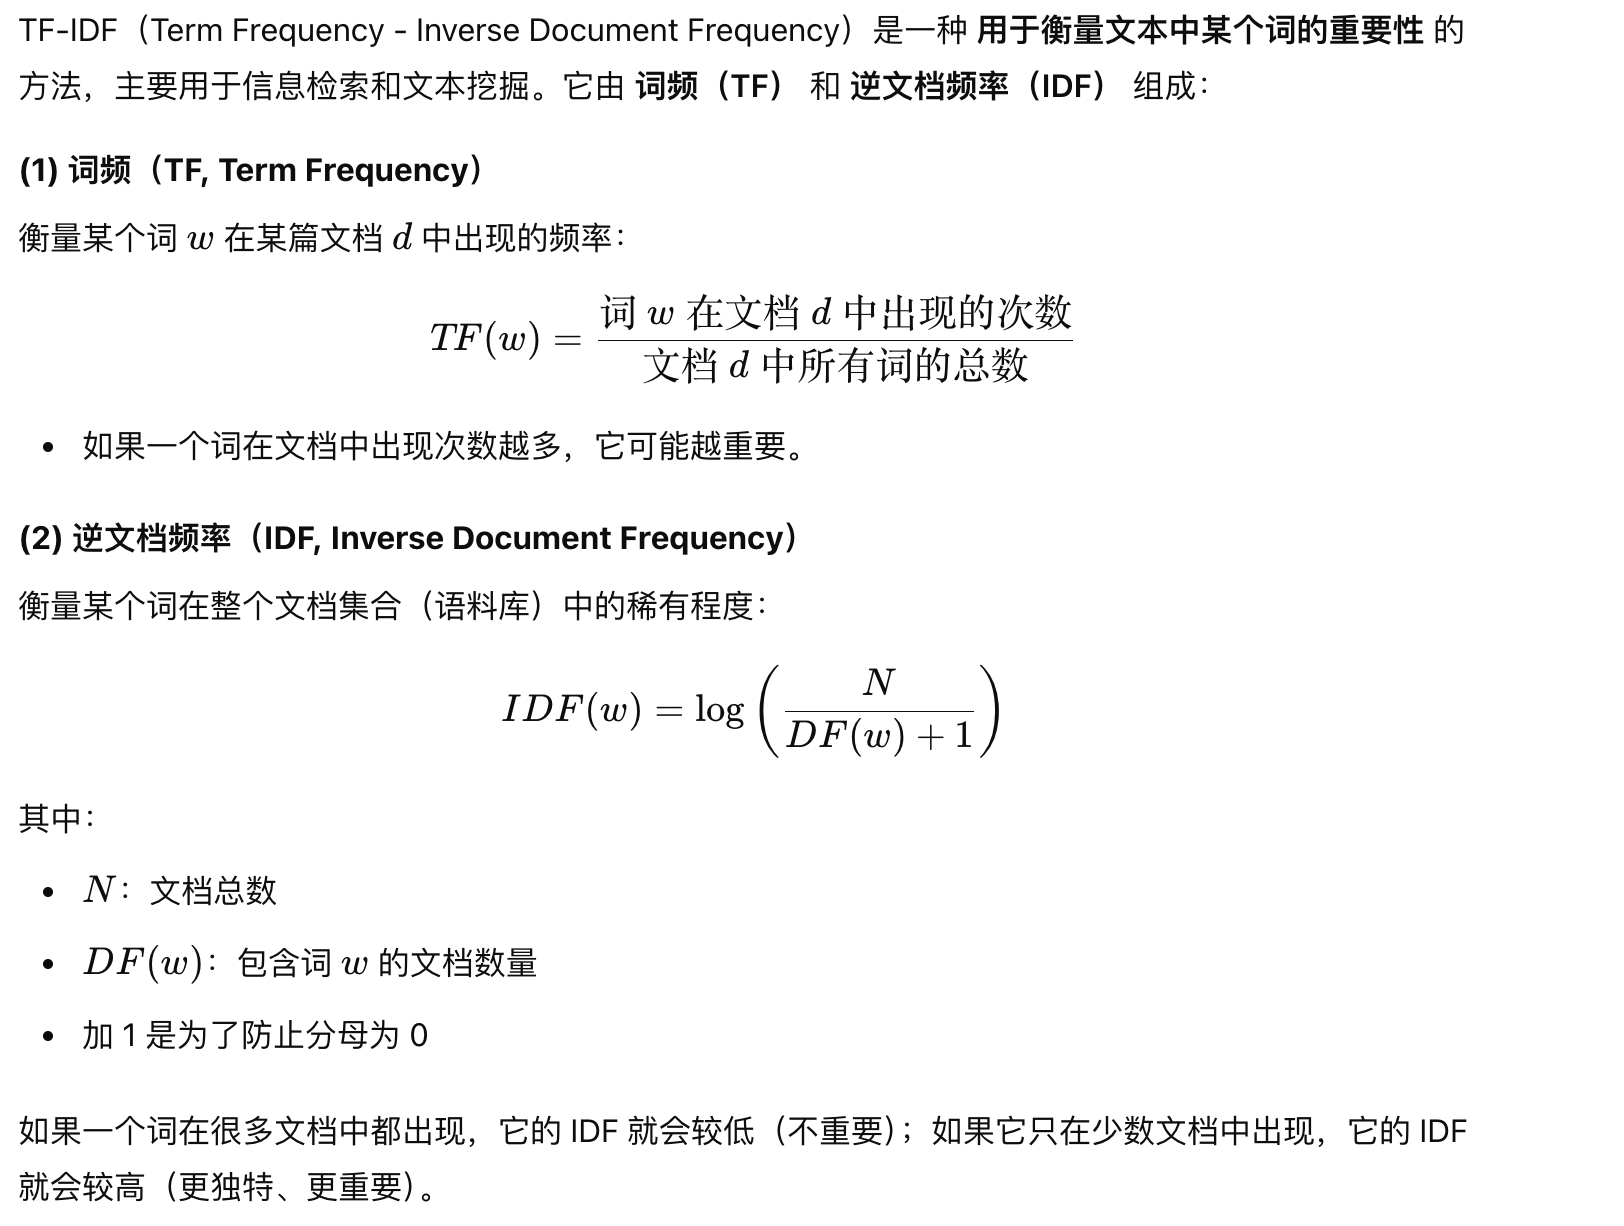 TF-IDF（Term Frequency - Inverse Document Frequency）是一种 用于衡量文本中某个词的重要性 的
方法，主要用于信息检索和文本挖掘。它由 词频（TF） 和 逆文档频率（IDF） 组成：
(1) 词频（TF, Term Frequency）
衡量某个词 w 在某篇文档 d 中出现的频率：
TF(w) = 词 w 在文档 d 中出现的次数
文档 d 中所有词的总数
• 如果一个词在文档中出现次数越多，它可能越重要。
(2) 逆文档频率（IDF, Inverse Document Frequency）
衡量某个词在整个文档集合（语料库）中的稀有程度：
IDF(w) = log ( N
DF(w) + 1 )
其中：
• N：文档总数
• DF(w)：包含词 w 的文档数量
• 加 1 是为了防止分母为 0
如果一个词在很多文档中都出现，它的 IDF 就会较低（不重要）；如果它只在少数文档中出现，它的 IDF
就会较高（更独特、更重要）。